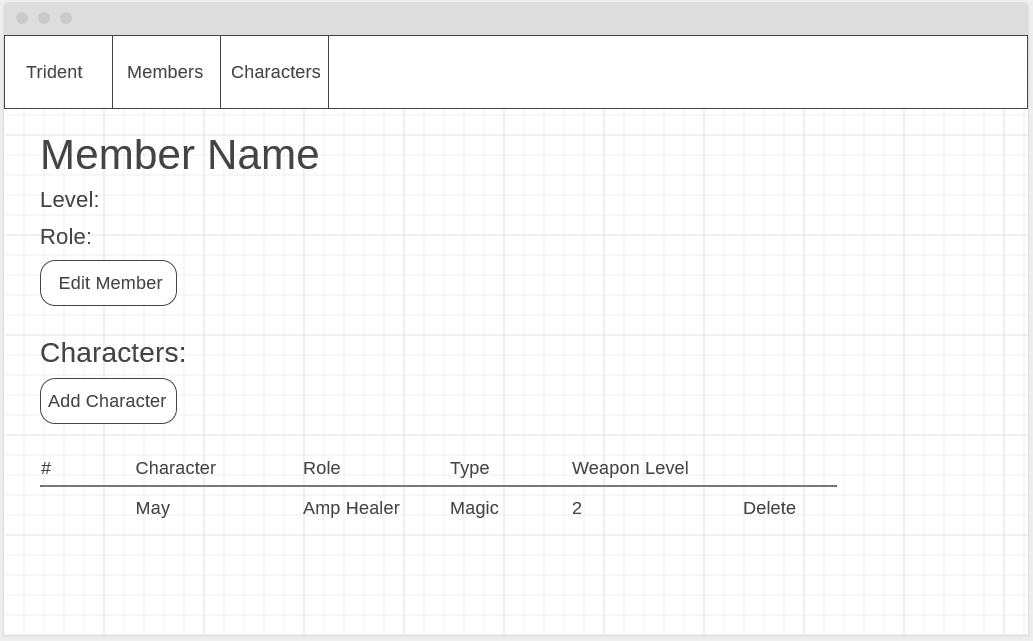 Trident Members Characters
Member Name
Level:
Role:
Edit Member
Characters:
Add Character
# Character Role Type Weapon Level
May Amp Healer Magic 2 Delete